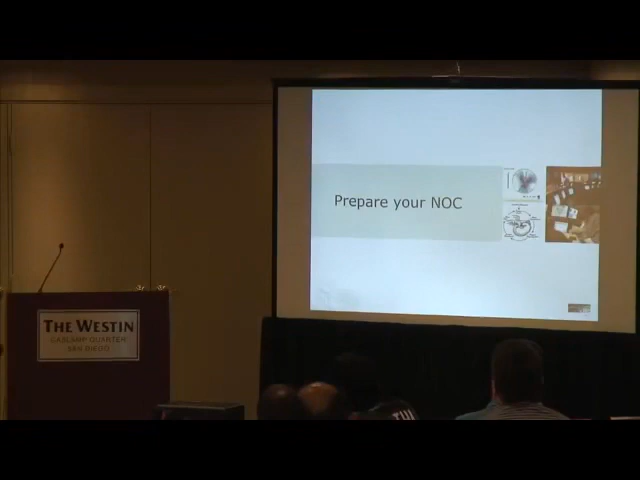 Prepare your NOC
THE WESTIN
GASLAMP QUARTER
SAN DIEGO